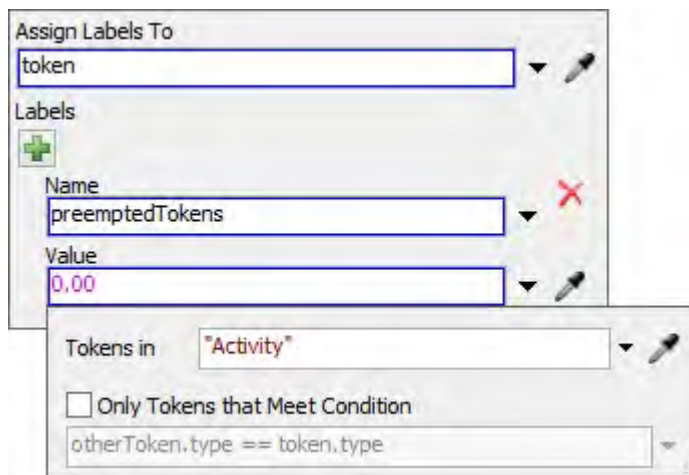 Assign Labels To
token
Labels
Name
preemptedTokens
Value
0.00
Tokens in "Activity"
Only Tokens that Meet Condition
otherToken.type == token.type